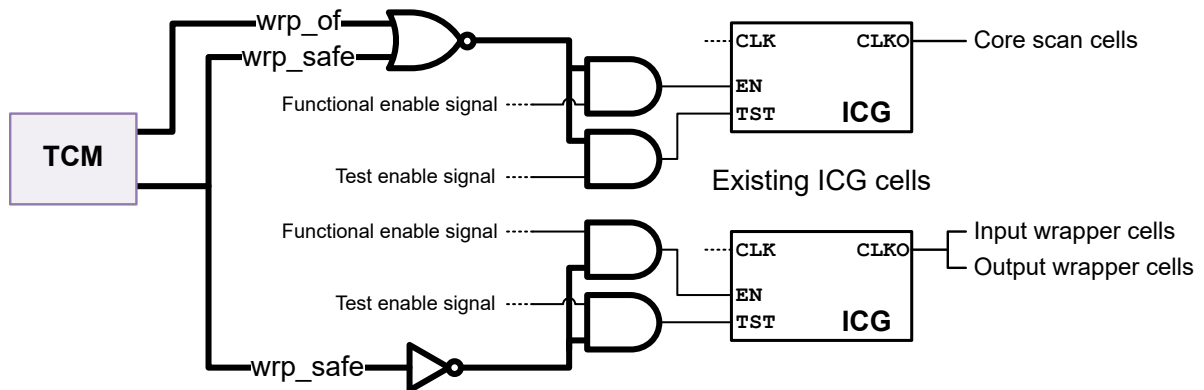 wrp_of
wrp_safe
CLK
CLKO
Core scan cells
Functional enable signal
EN
TST
ICG
TCM
Test enable signal
Existing ICG cells
Functional enable signal
CLK
CLKO
Input wrapper cells
Output wrapper cells
Test enable signal
EN
TST
ICG
wrp_safe